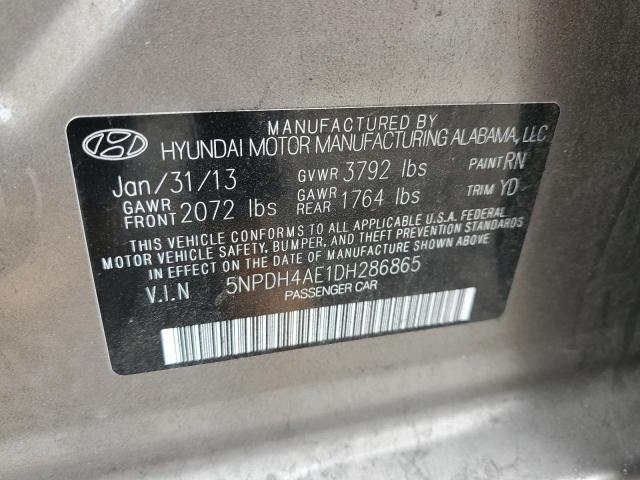 MANUFACTURED BY
HYUNDAI MOTOR MANUFACTURING ALABAMA, LLC
Jan/31/13 GVWR 3792 lbs PAINT RN
GAWR FRONT 2072 lbs GAWR REAR 1764 lbs TRIM YD
THIS VEHICLE CONFORMS TO ALL APPLICABLE U.S.A. FEDERAL
MOTOR VEHICLE SAFETY, BUMPER, AND THEFT PREVENTION STANDARDS
IN EFFECT ON THE DATE OF MANUFACTURE SHOWN ABOVE.
V.I.N 5NPDH4AE1DH286865
PASSENGER CAR